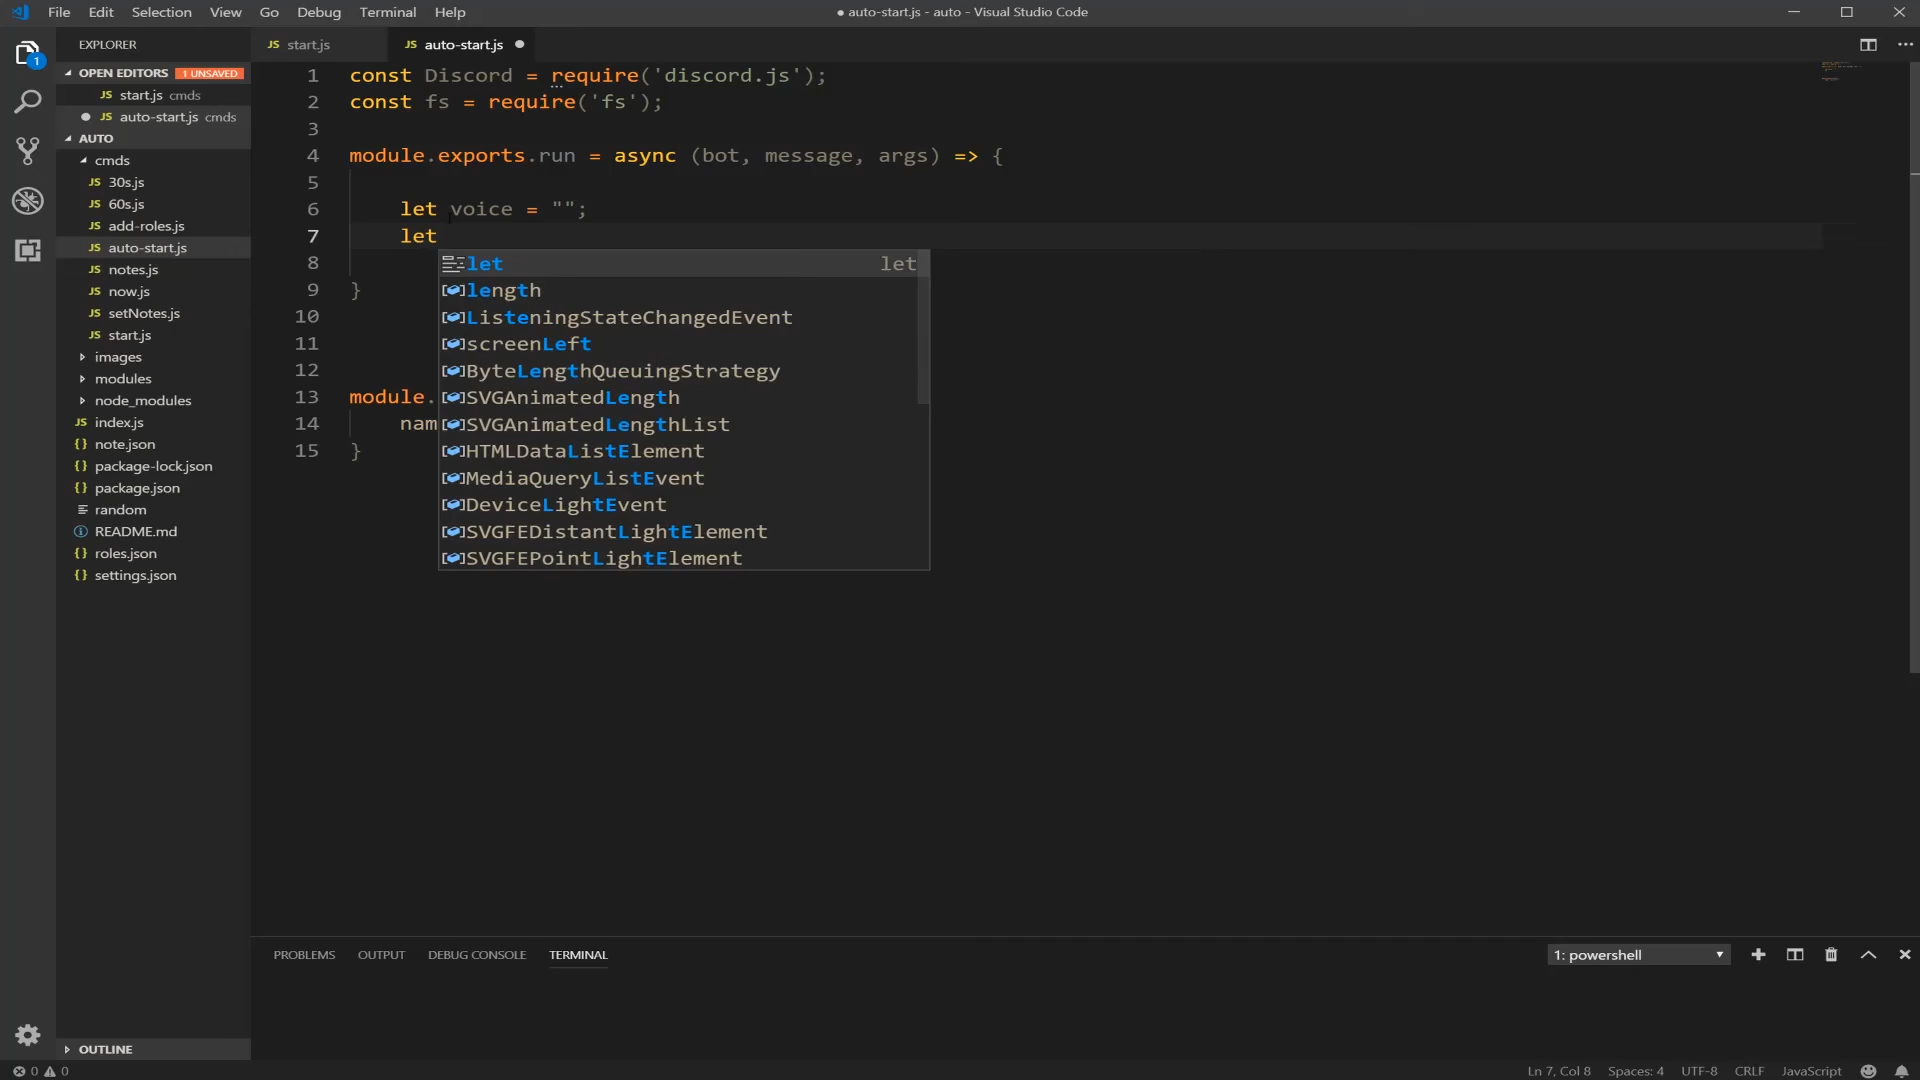 File Edit Selection View Go Debug Terminal Help
● auto-start.js - auto - Visual Studio Code
EXPLORER
OPEN EDITORS 1 UNSAVED
JS start.js cmds
● JS auto-start.js cmds
AUTO
cmds
JS 30s.js
JS 60s.js
JS add-roles.js
JS auto-start.js
JS notes.js
JS now.js
JS setNotes.js
JS start.js
images
modules
node_modules
JS index.js
{} note.json
{} package-lock.json
{} package.json
random
README.md
{} roles.json
{} settings.json
OUTLINE
1
JS start.js
JS auto-start.js ●
1 const Discord = require('discord.js');
2 const fs = require('fs');
3
4 module.exports.run = async (bot, message, args) => {
5
6 let voice = "";
7 let
8
9 }
10
11
12
13 module.
14 nam
15 }
let let
length
ListeningStateChangedEvent
screenLeft
ByteLengthQueuingStrategy
SVGAnimatedLength
SVGAnimatedLengthList
HTMLDataListElement
MediaQueryListEvent
DeviceLightEvent
SVGFEDistantLightElement
SVGFEPointLightElement
PROBLEMS OUTPUT DEBUG CONSOLE TERMINAL
1: powershell
0 0
Ln 7, Col 8 Spaces: 4 UTF-8 CRLF JavaScript